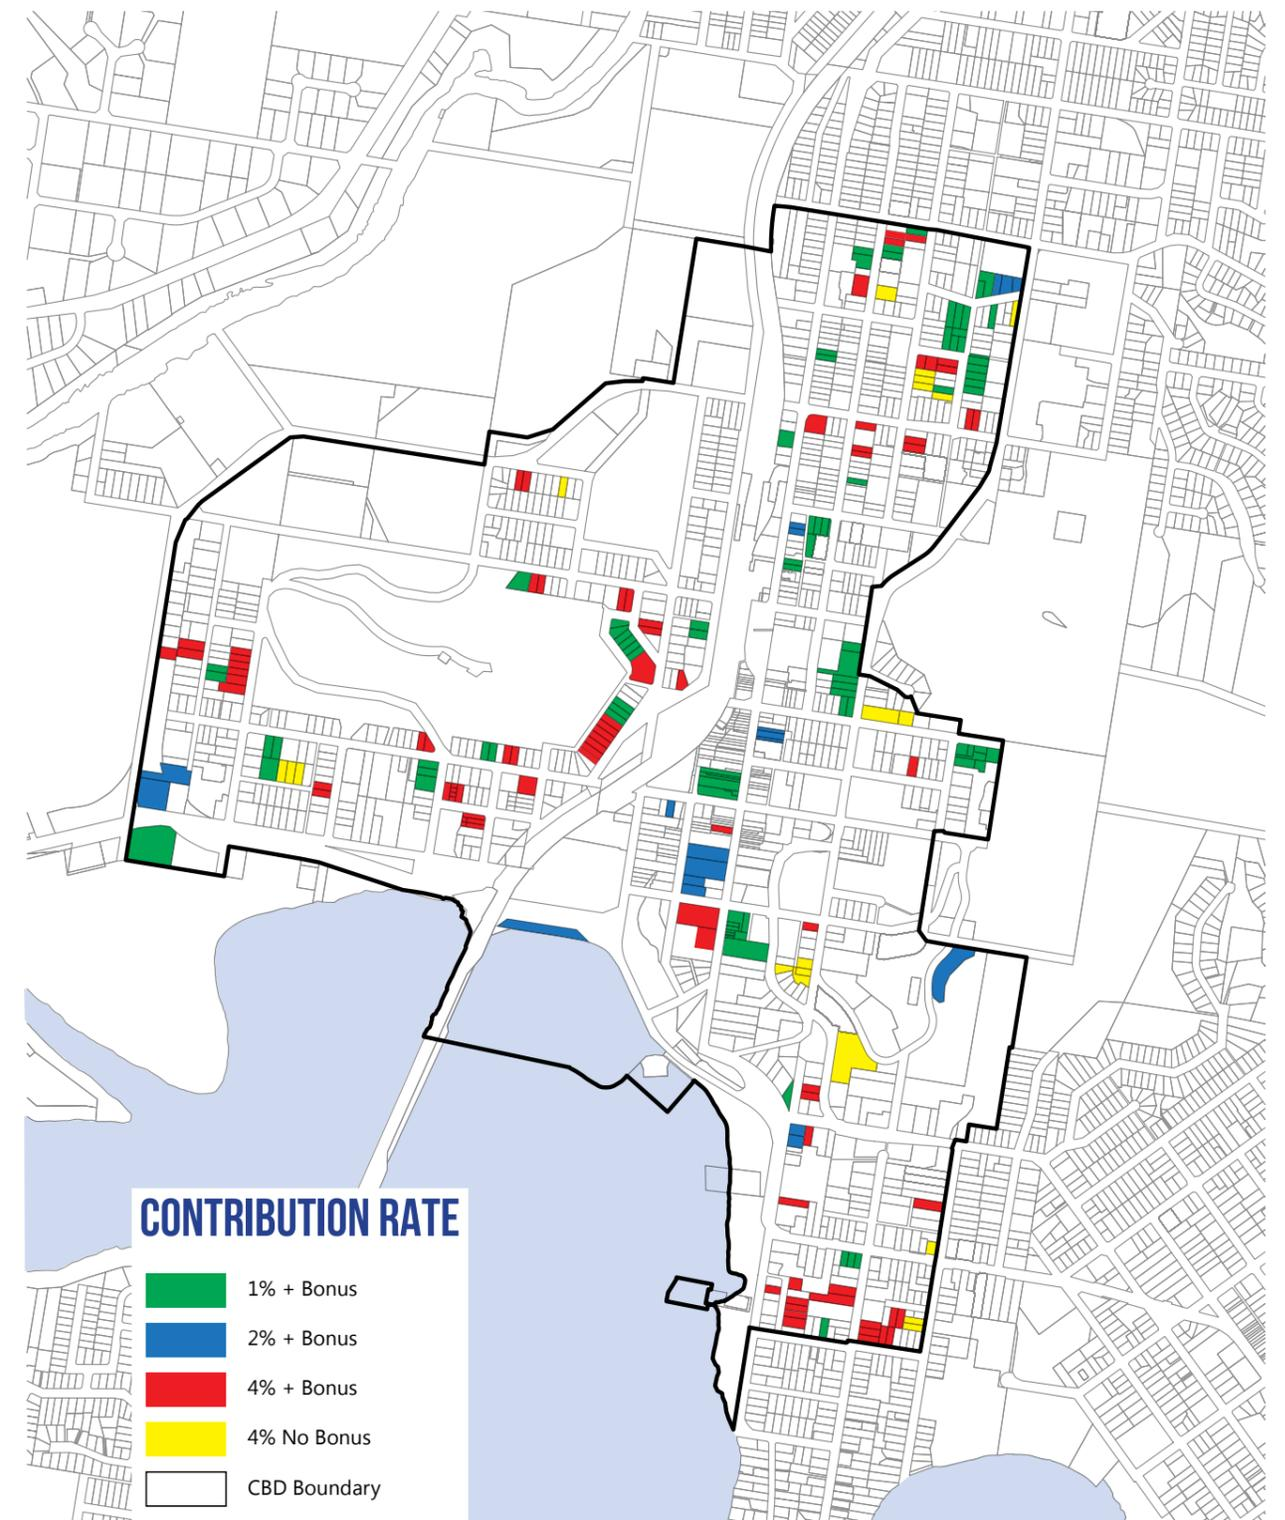 CONTRIBUTION RATE
1% + Bonus
2% + Bonus
4% + Bonus
4% No Bonus
CBD Boundary